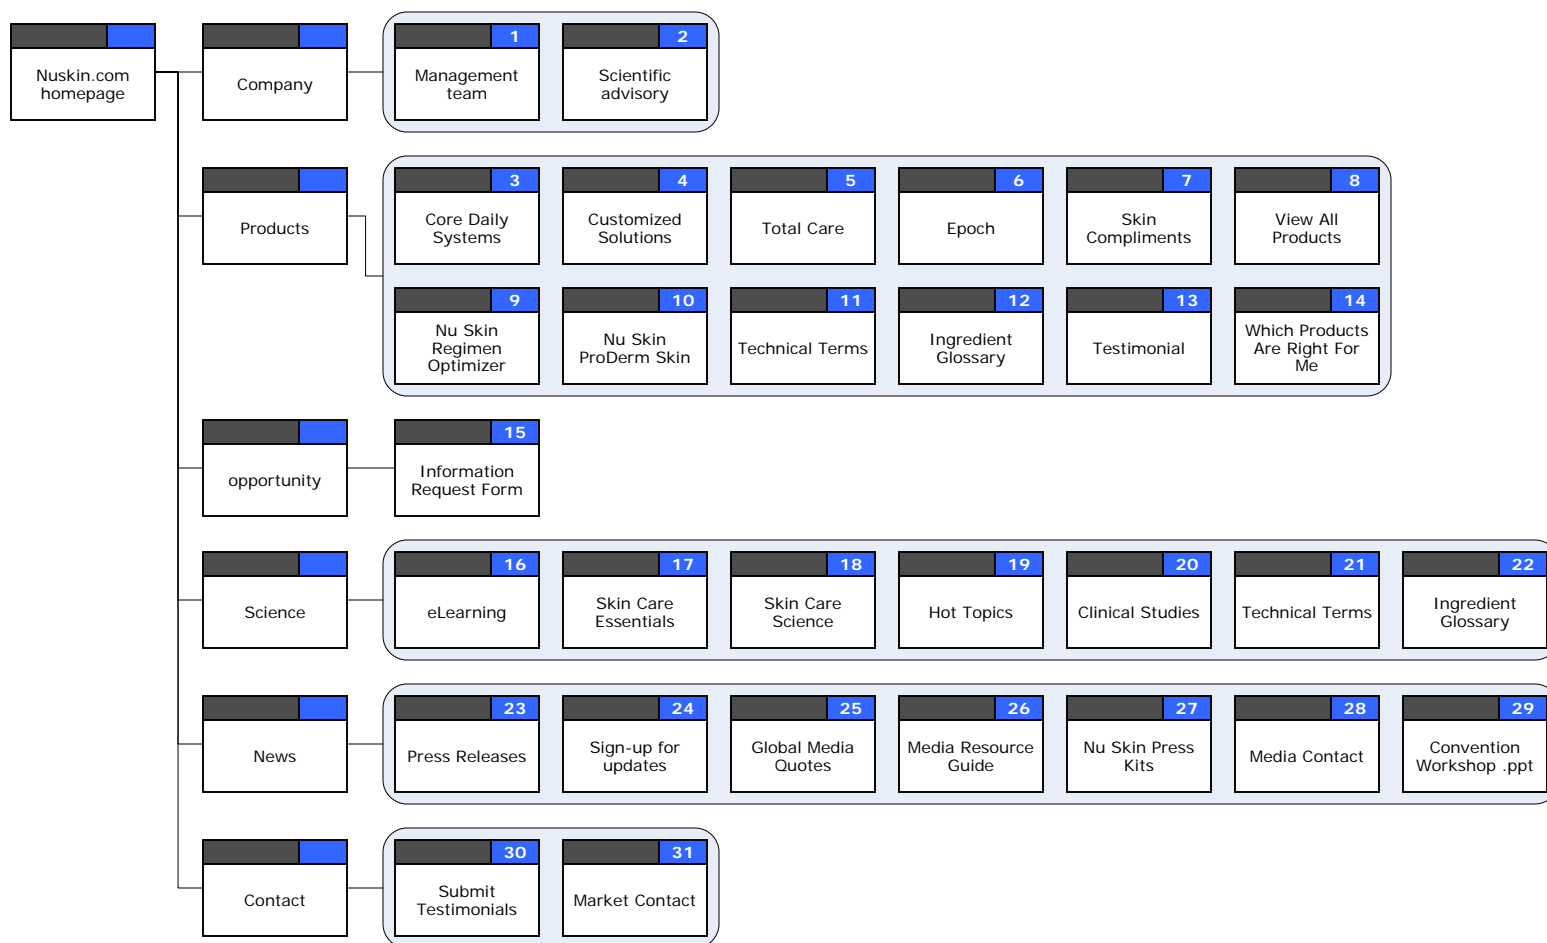 1
2
Nuskin.com
homepage
Company
Management
team
Scientific
advisory
3
4
5
6
7
8
Products
Core Daily
Systems
Customized
Solutions
Total Care
Epoch
Skin
Compliments
View All
Products
9
10
11
12
13
14
Nu Skin
Regimen
Optimizer
Nu Skin
ProDerm Skin
Technical Terms
Ingredient
Glossary
Testimonial
Which Products
Are Right For
Me
15
opportunity
Information
Request Form
16
17
18
19
20
21
22
Science
eLearning
Skin Care
Essentials
Skin Care
Science
Hot Topics
Clinical Studies
Technical Terms
Ingredient
Glossary
23
24
25
26
27
28
29
News
Press Releases
Sign-up for
updates
Global Media
Quotes
Media Resource
Guide
Nu Skin Press
Kits
Media Contact
Convention
Workshop .ppt
30
31
Contact
Submit
Testimonials
Market Contact